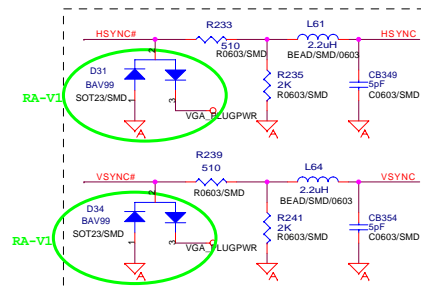 R233
L61
HSYNC#
HSYNC
510
R0603/SMD
2.2uH
BEAD/SMD/0603
2
D31
BAV99
SOT23/SMD
RA-V1
1
3
VGA_PLUGPWR
R235
2K
R0603/SMD
CB349
5pF
C0603/SMD
A
A
A
R239
L64
VSYNC#
VSYNC
510
R0603/SMD
2.2uH
BEAD/SMD/0603
2
D34
BAV99
SOT23/SMD
RA-V1
1
3
VGA_PLUGPWR
R241
2K
R0603/SMD
CB354
5pF
C0603/SMD
A
A
A